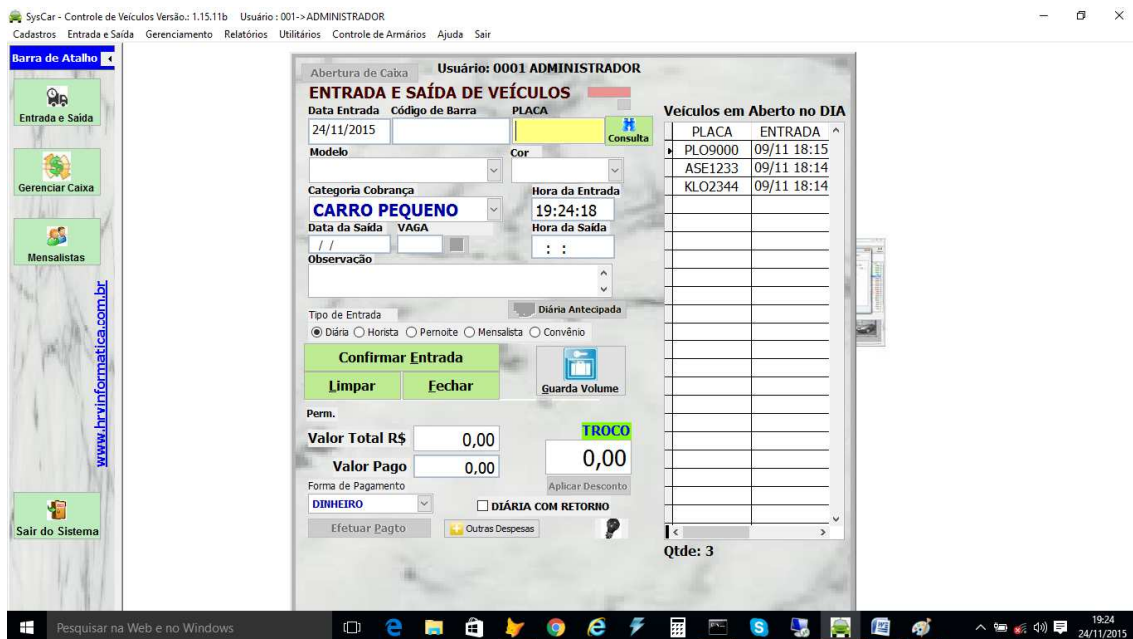 SysCar - Controle de Veículos Versão.: 1.15.11b Usuário : 001->ADMINISTRADOR
Cadastros Entrada e Saída Gerenciamento Relatórios Utilitários Controle de Armários Ajuda Sair
Barra de Atalho
Entrada e Saída
Gerenciar Caixa
Mensalistas
www.hrvinformatica.com.br
Sair do Sistema
Abertura de Caixa
Usuário: 0001 ADMINISTRADOR
ENTRADA E SAÍDA DE VEÍCULOS
Data Entrada Código de Barra PLACA
24/11/2015
Consulta
Modelo Cor
Categoria Cobrança Hora da Entrada
CARRO PEQUENO 19:24:18
Data da Saída VAGA Hora da Saída
/ / : :
Observação
Diária Antecipada
Tipo de Entrada
Diária Horista Pernoite Mensalista Convênio
Confirmar Entrada
Limpar Fechar
Guarda Volume
Perm.
TROCO
Valor Total R$ 0,00
0,00
Valor Pago 0,00
Forma de Pagamento
Aplicar Desconto
DINHEIRO
DIÁRIA COM RETORNO
Efetuar Pagto
Outras Despesas
Veículos em Aberto no DIA
PLACA ENTRADA
PLO9000 09/11 18:15
ASE1233 09/11 18:14
KLO2344 09/11 18:14
Qtde: 3
Pesquisar na Web e no Windows
19:24
24/11/2015